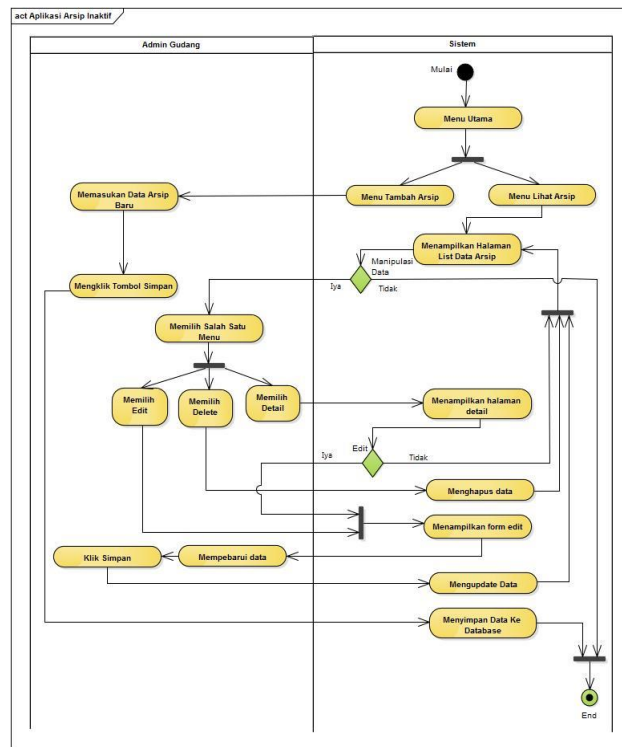 act Aplikasi Arsip Inaktif
Admin Gudang
Sistem
Mulai
Menu Utama
Memasukan Data Arsip
Baru
Menu Tambah Arsip
Menu Lihat Arsip
Menampilkan Halaman
List Data Arsip
Manipulasi
Data
Iya
Tidak
Mengklik Tombol Simpan
Memilih Salah Satu
Menu
Memilih
Edit
Memilih
Delete
Memilih
Detail
Menampilkan halaman
detail
Edit
Iya
Tidak
Menghapus data
Menampilkan form edit
Klik Simpan
Mempebarui data
Mengupdate Data
Menyimpan Data Ke
Database
End